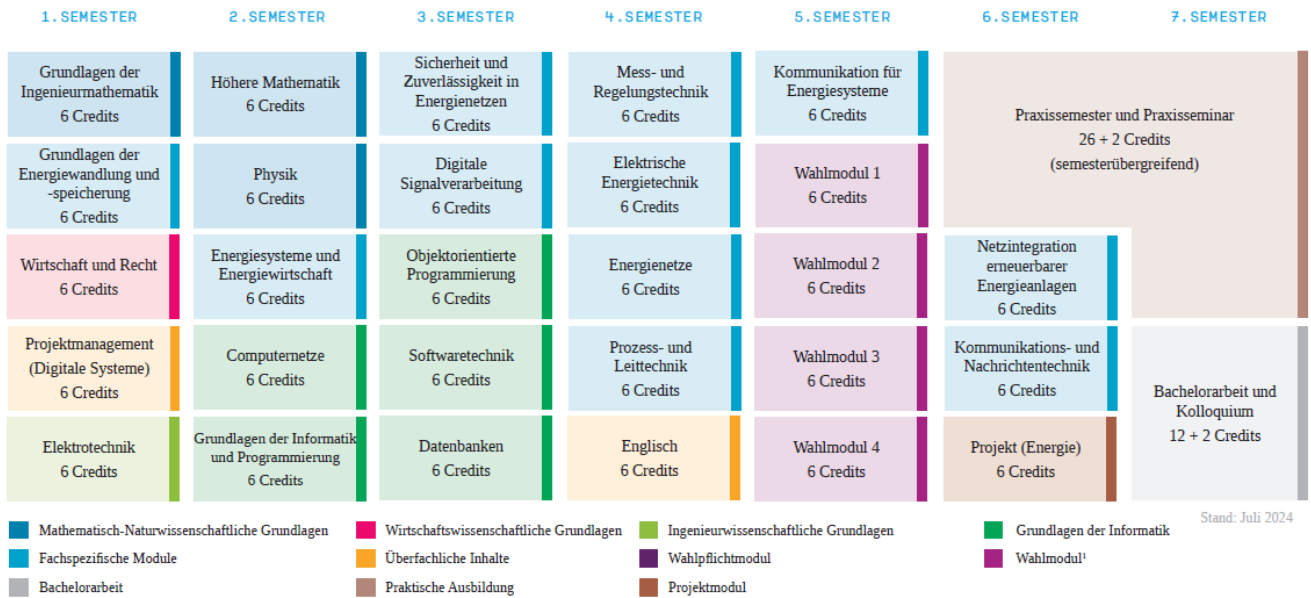 1.SEMESTER
2.SEMESTER
3.SEMESTER
4.SEMESTER
5.SEMESTER
6.SEMESTER
7.SEMESTER
Grundlagen der
Ingenieurmathematik
6 Credits
Höhere Mathematik
6 Credits
Sicherheit und
Zuverlässigkeit in
Energienetzen
6 Credits
Mess- und
Regelungstechnik
6 Credits
Kommunikation für
Energiesysteme
6 Credits
Praxissemester und Praxisseminar
26 + 2 Credits
(semesterübergreifend)
Grundlagen der
Energiewandlung und
-speicherung
6 Credits
Physik
6 Credits
Digitale
Signalverarbeitung
6 Credits
Elektrische
Energietechnik
6 Credits
Wahlmodul 1
6 Credits
Wirtschaft und Recht
6 Credits
Energiesysteme und
Energiewirtschaft
6 Credits
Objektorientierte
Programmierung
6 Credits
Energienetze
6 Credits
Wahlmodul 2
6 Credits
Netzintegration
erneuerbarer
Energieanlagen
6 Credits
Projektmanagement
(Digitale Systeme)
6 Credits
Computernetze
6 Credits
Softwaretechnik
6 Credits
Prozess- und
Leittechnik
6 Credits
Wahlmodul 3
6 Credits
Kommunikations- und
Nachrichtentechnik
6 Credits
Bachelorarbeit und
Kolloquium
12 + 2 Credits
Elektrotechnik
6 Credits
Grundlagen der Informatik
und Programmierung
6 Credits
Datenbanken
6 Credits
Englisch
6 Credits
Wahlmodul 4
6 Credits
Projekt (Energie)
6 Credits
Stand: Juli 2024
Mathematisch-Naturwissenschaftliche Grundlagen
Wirtschaftswissenschaftliche Grundlagen
Ingenieurwissenschaftliche Grundlagen
Grundlagen der Informatik
Fachspezifische Module
Überfachliche Inhalte
Wahlpflichtmodul
Wahlmodul¹
Bachelorarbeit
Praktische Ausbildung
Projektmodul